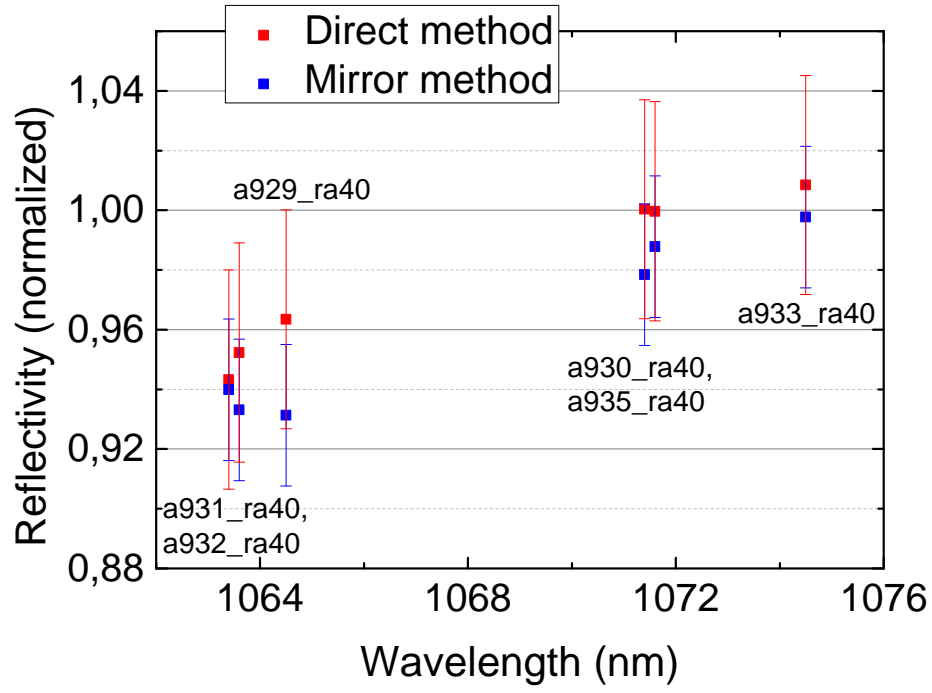 Direct method
Mirror method
1,04
1,00
0,96
0,92
0,88
Reflectivity (normalized)
a929_ra40
a933_ra40
a930_ra40,
a935_ra40
a931_ra40,
a932_ra40
1064
1068
1072
1076
Wavelength (nm)